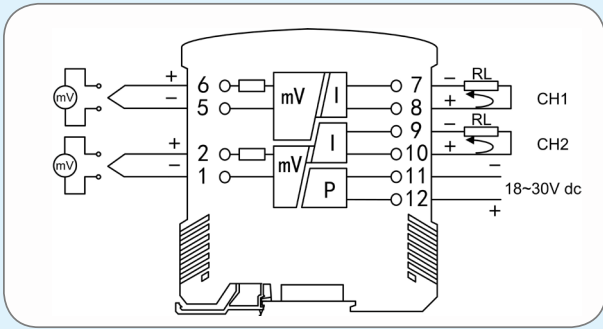 + 6 7 − RL
mV − 5 mV I 8 + CH1
9 − RL
+ 2 I 10 + CH2
mV − 1 mV 11 −
P 12 18~30V dc
+